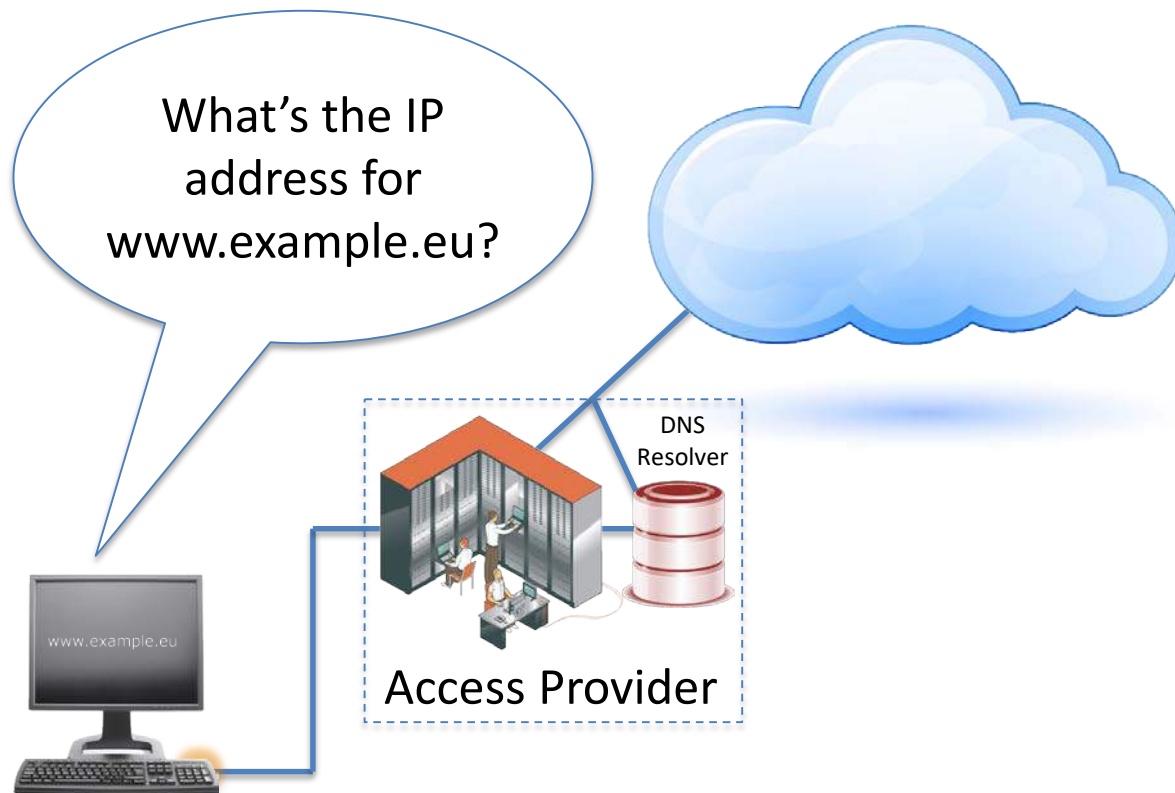 What’s the IP
address for
www.example.eu?
DNS
Resolver
www.example.eu
Access Provider